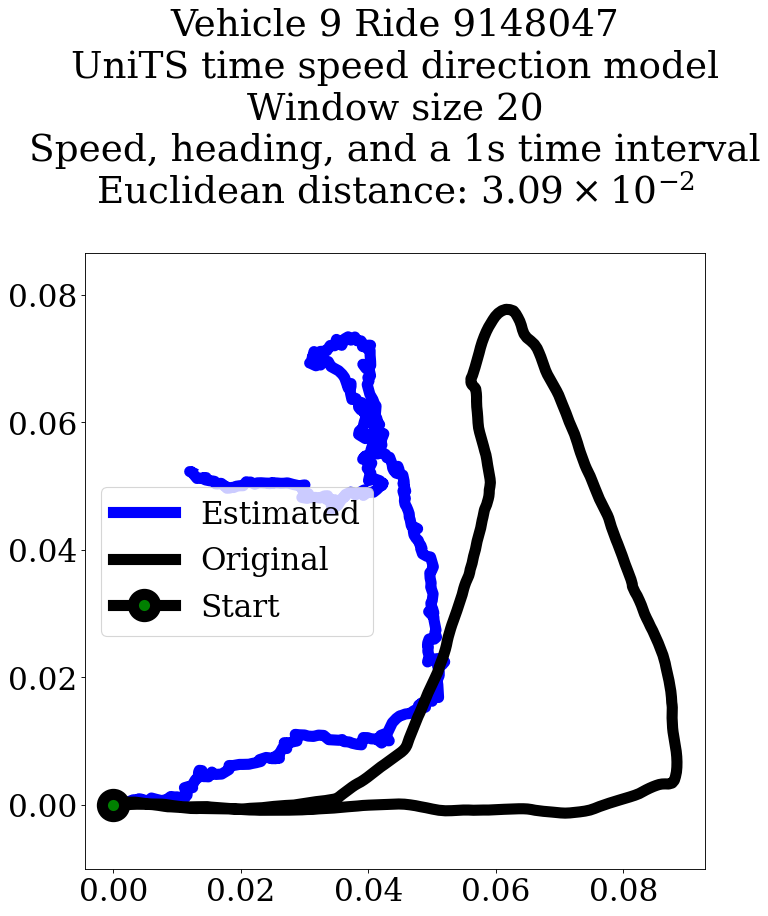 Vehicle 9 Ride 9148047
UniTS time speed direction model
Window size 20
Speed, heading, and a 1s time interval
Euclidean distance: 3.09 × 10⁻²
0.08
0.06
0.04
0.02
0.00
Estimated
Original
Start
0.00 0.02 0.04 0.06 0.08